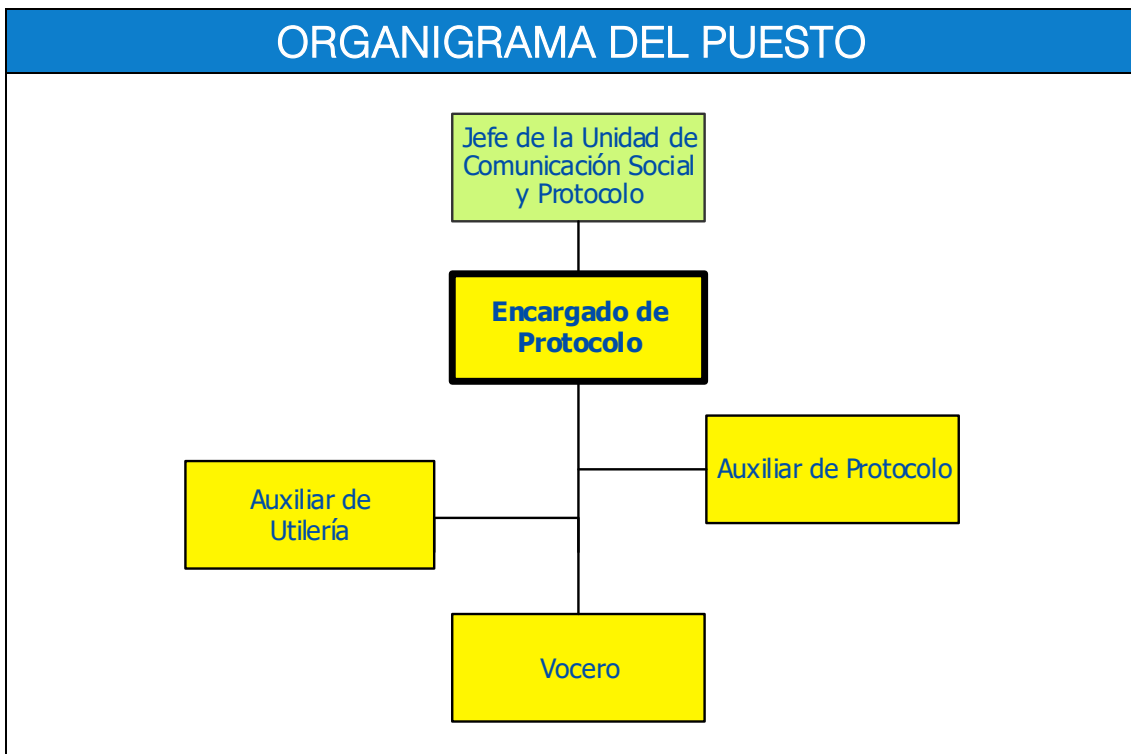 ORGANIGRAMA DEL PUESTO
Jefe de la Unidad de
Comunicación Social
y Protocolo
Encargado de
Protocolo
Auxiliar de Protocolo
Auxiliar de
Utilería
Vocero